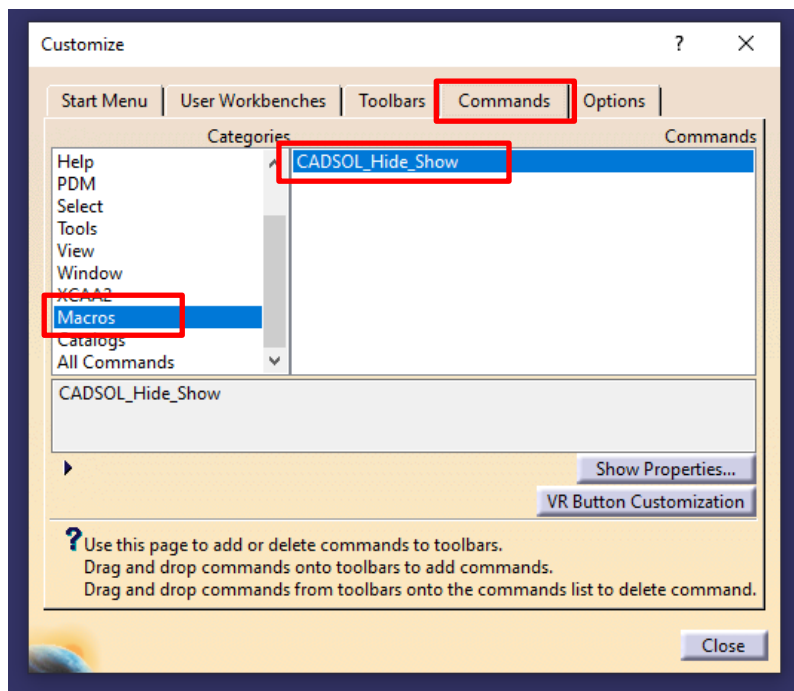 Customize ?
Start Menu User Workbenches Toolbars Commands Options
Categories Commands
Help
PDM
Select
Tools
View
Window
XCAA2
Macros
Catalogs
All Commands
CADSOL_Hide_Show
CADSOL_Hide_Show
Show Properties...
VR Button Customization
? Use this page to add or delete commands to toolbars.
Drag and drop commands onto toolbars to add commands.
Drag and drop commands from toolbars onto the commands list to delete command.
Close